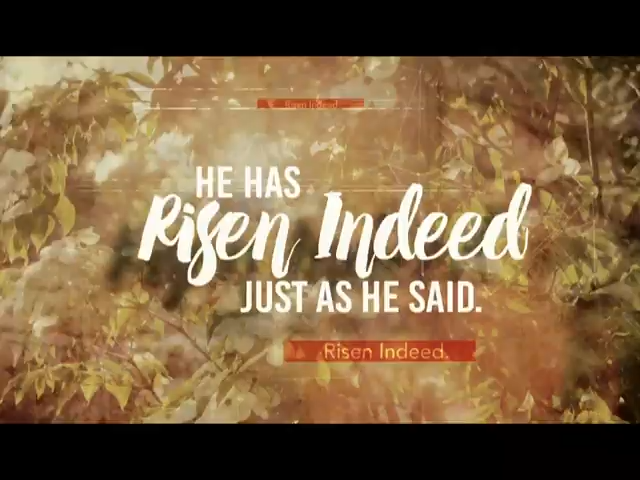 Risen Indeed.
HE HAS
Risen Indeed
JUST AS HE SAID.
Risen Indeed.